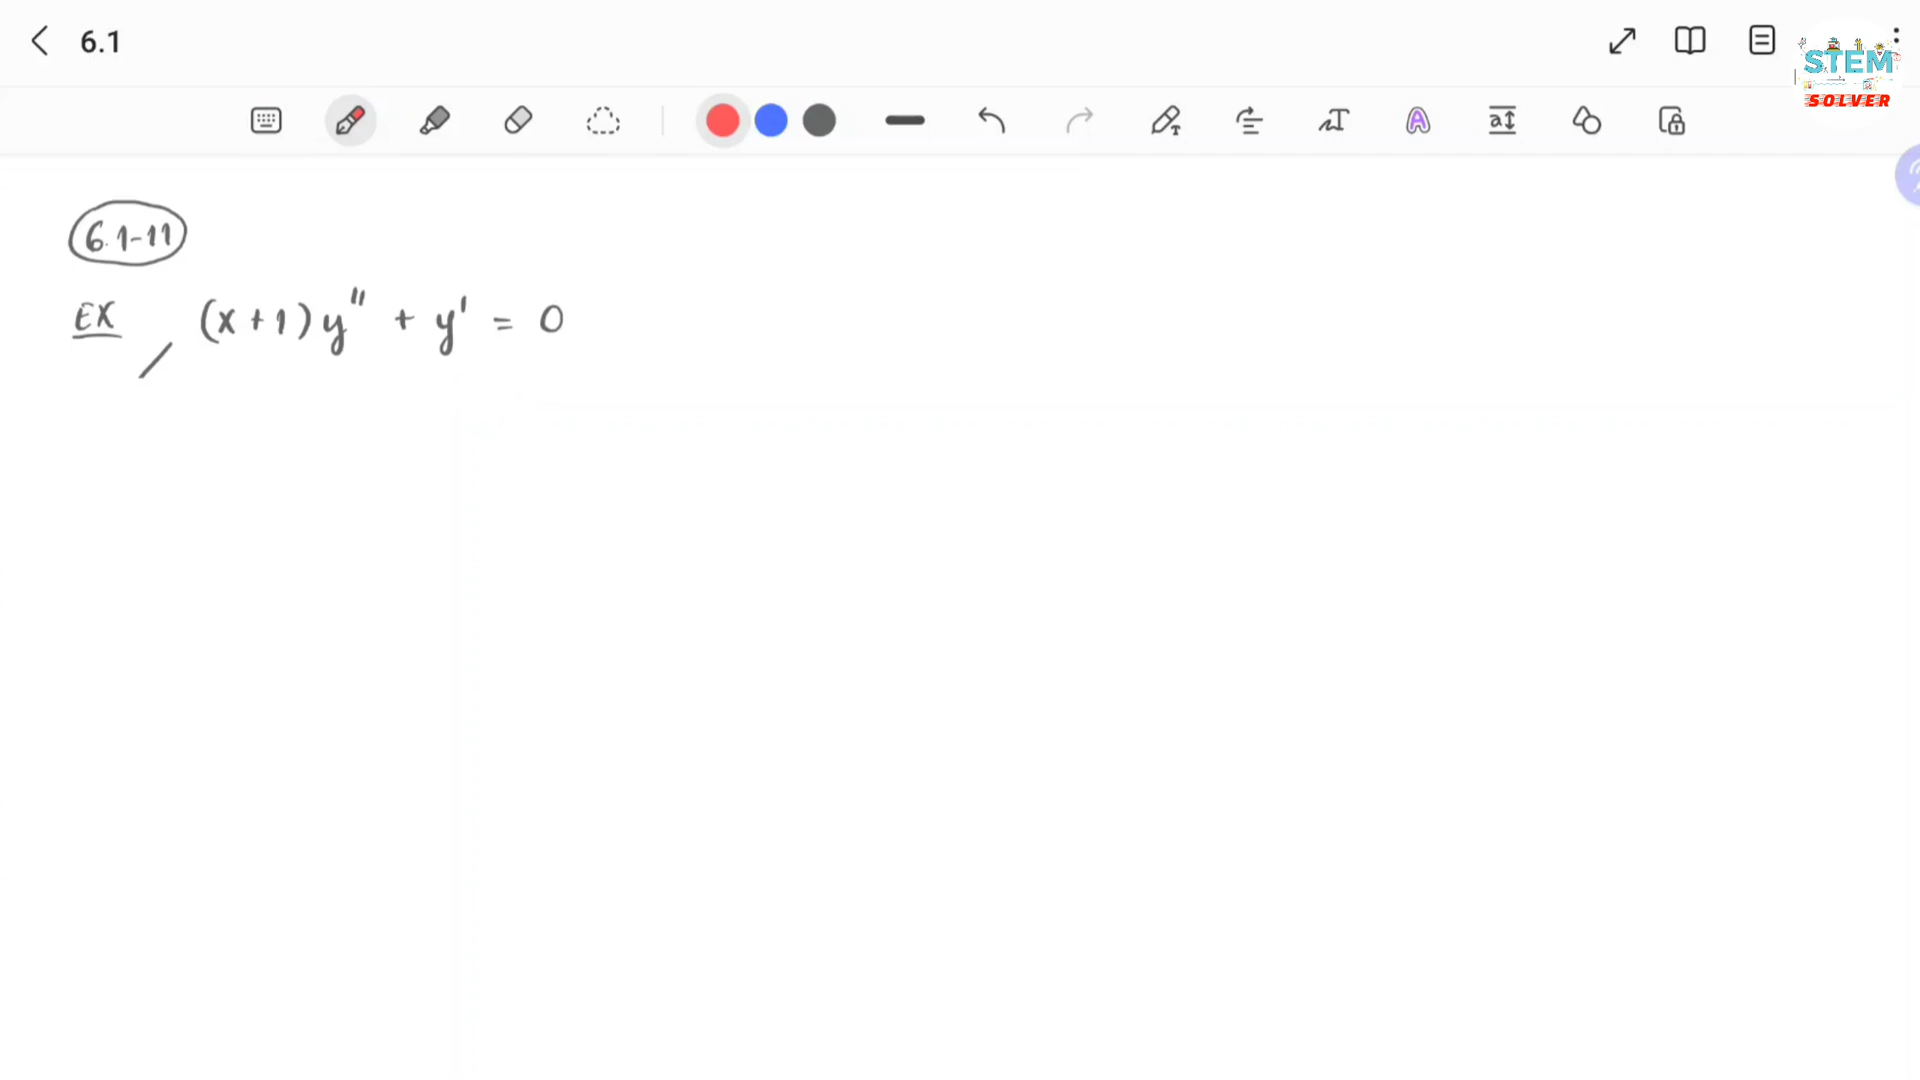 6.1
STEM
SOLVER
6.1-11
EX (x+1)y" + y' = 0